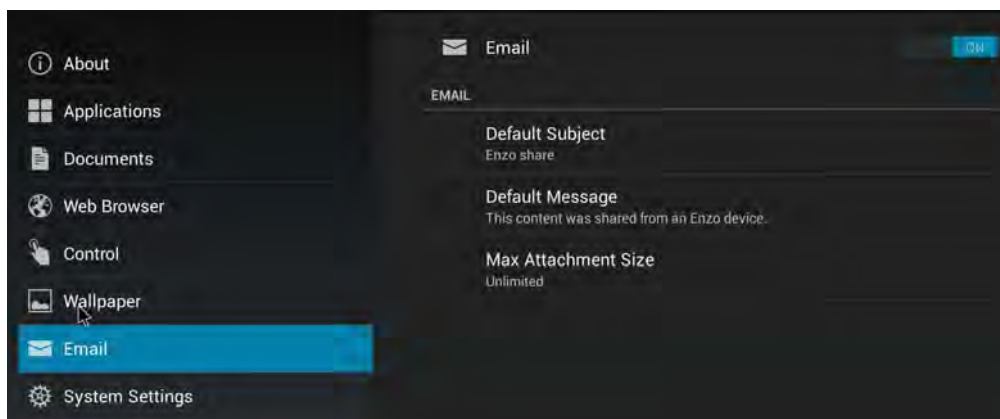 About
Applications
Documents
Web Browser
Control
Wallpaper
Email
System Settings
Email
ON
EMAIL
Default Subject
Enzo share
Default Message
This content was shared from an Enzo device.
Max Attachment Size
Unlimited